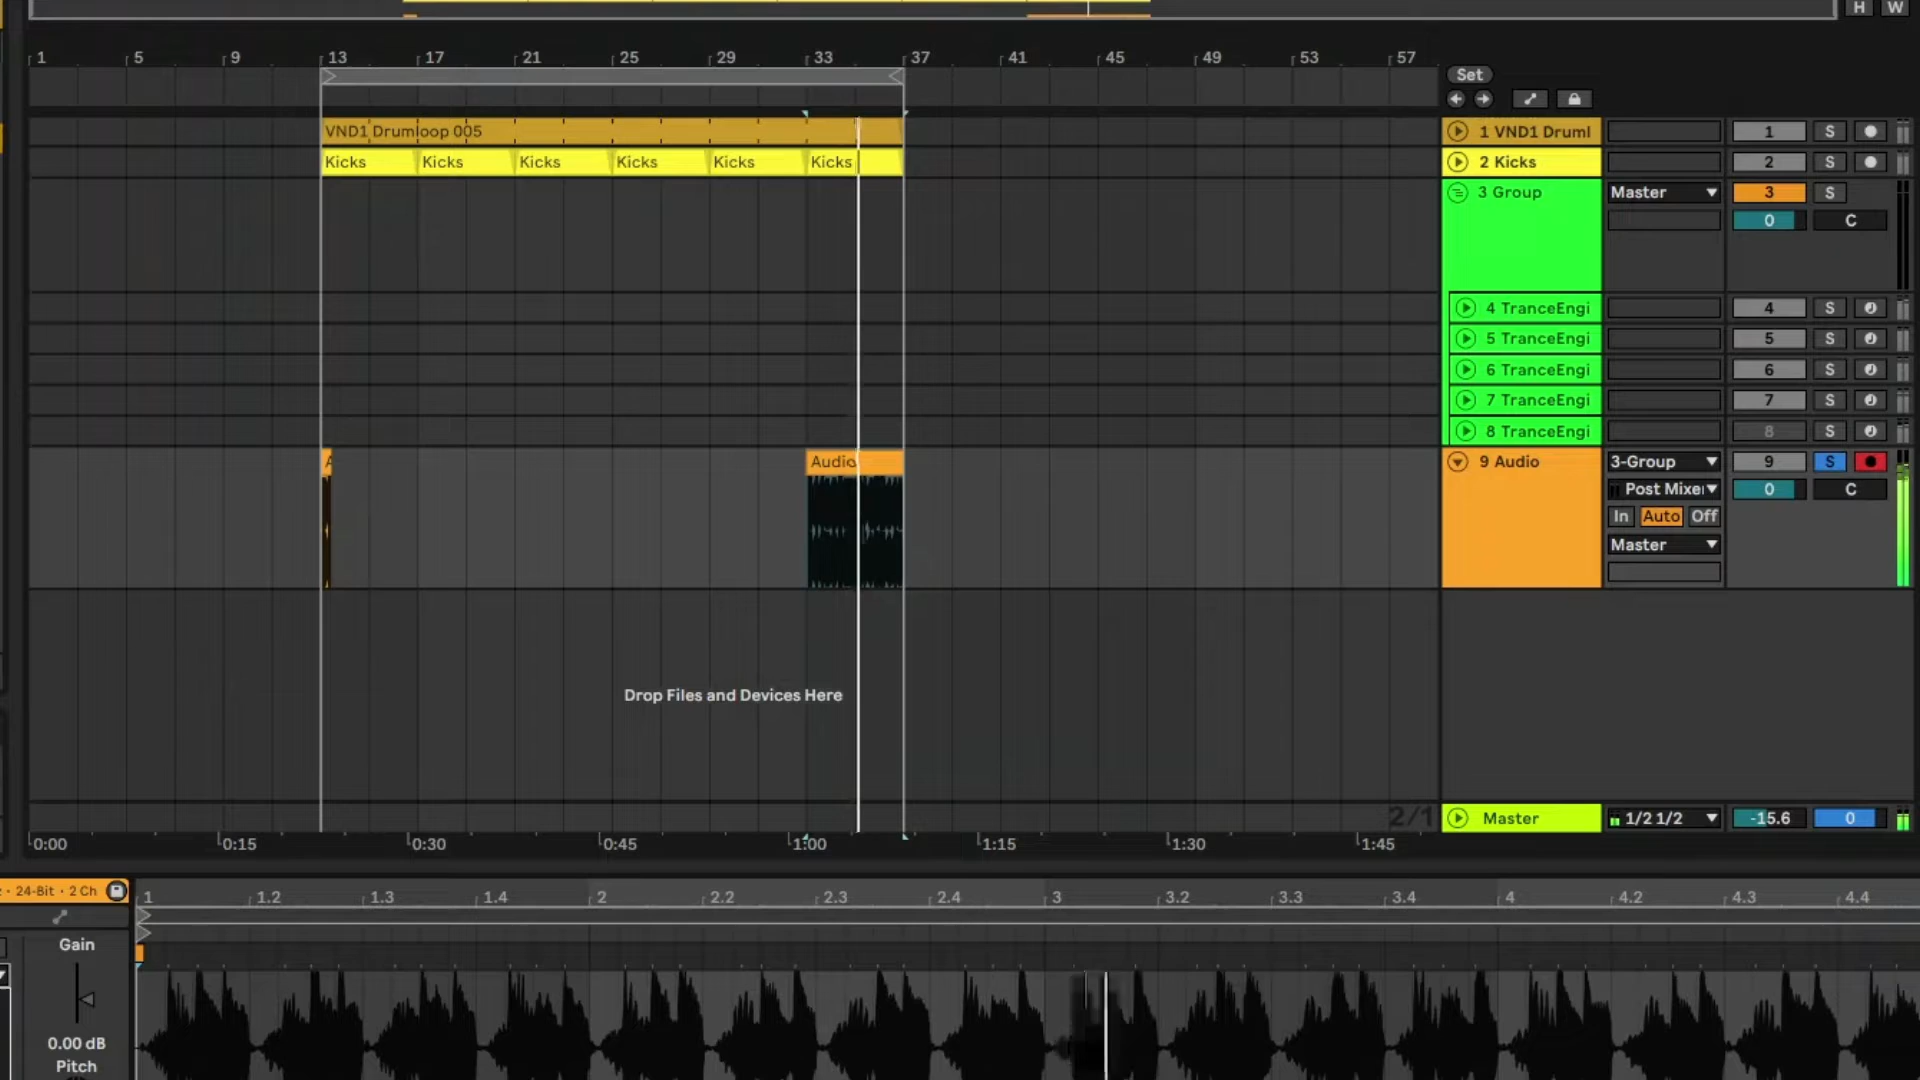 H W
1 5 9 13 17 21 25 29 33 37 41 45 49 53 57
Set
VND1 Drumloop 005
1 VND1 Druml 1 S
Kicks Kicks Kicks Kicks Kicks Kicks
2 Kicks 2 S
3 Group Master 3 S
0 C
4 TranceEngi 4 S
5 TranceEngi 5 S
6 TranceEngi 6 S
7 TranceEngi 7 S
8 TranceEngi 8 S
A Audio
9 Audio 3-Group 9 S
Post Mixe 0 C
In Auto Off
Master
Drop Files and Devices Here
2/1
Master 1/2 1/2 -15.6 0
0:00 0:15 0:30 0:45 1:00 1:15 1:30 1:45
24-Bit · 2 Ch
1 1.2 1.3 1.4 2 2.2 2.3 2.4 3 3.2 3.3 3.4 4 4.2 4.3 4.4
Gain
0.00 dB
Pitch